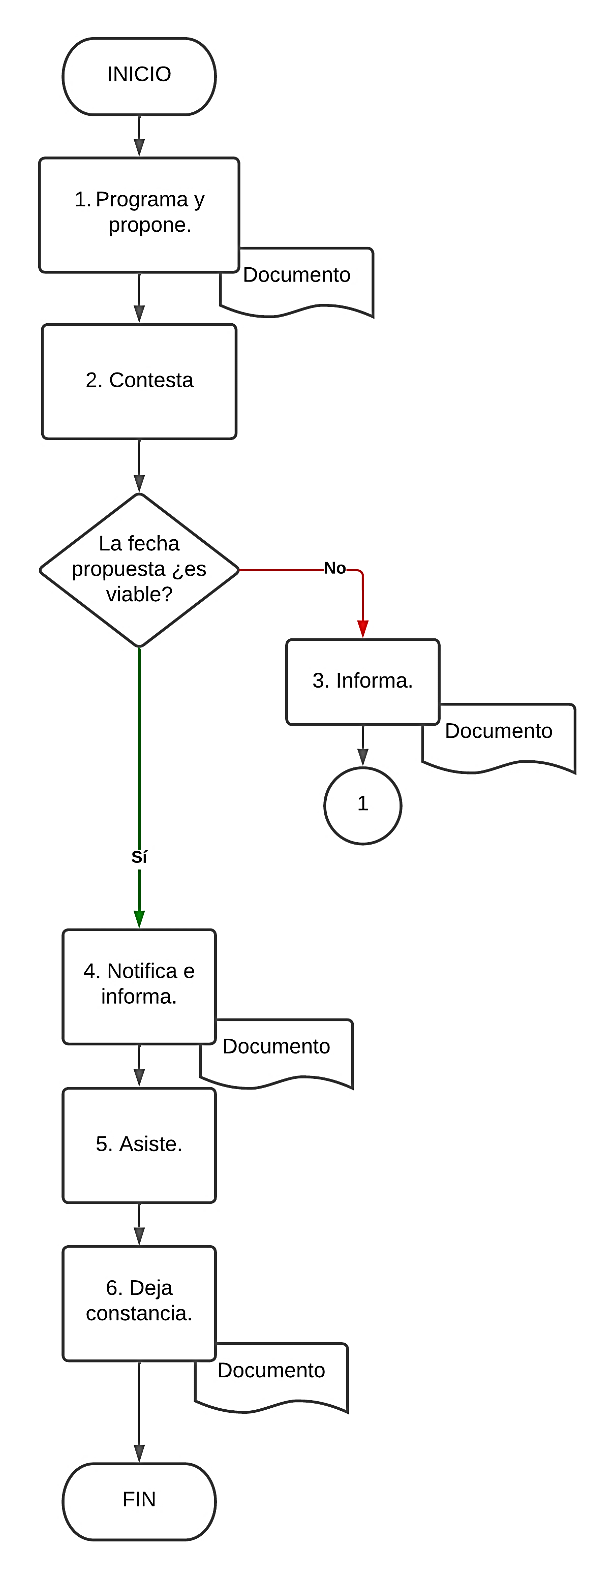 INICIO
1. Programa y
propone.
Documento
2. Contesta
La fecha
propuesta ¿es
viable?
No
3. Informa.
Documento
1
Sí
4. Notifica e
informa.
Documento
5. Asiste.
6. Deja
constancia.
Documento
FIN